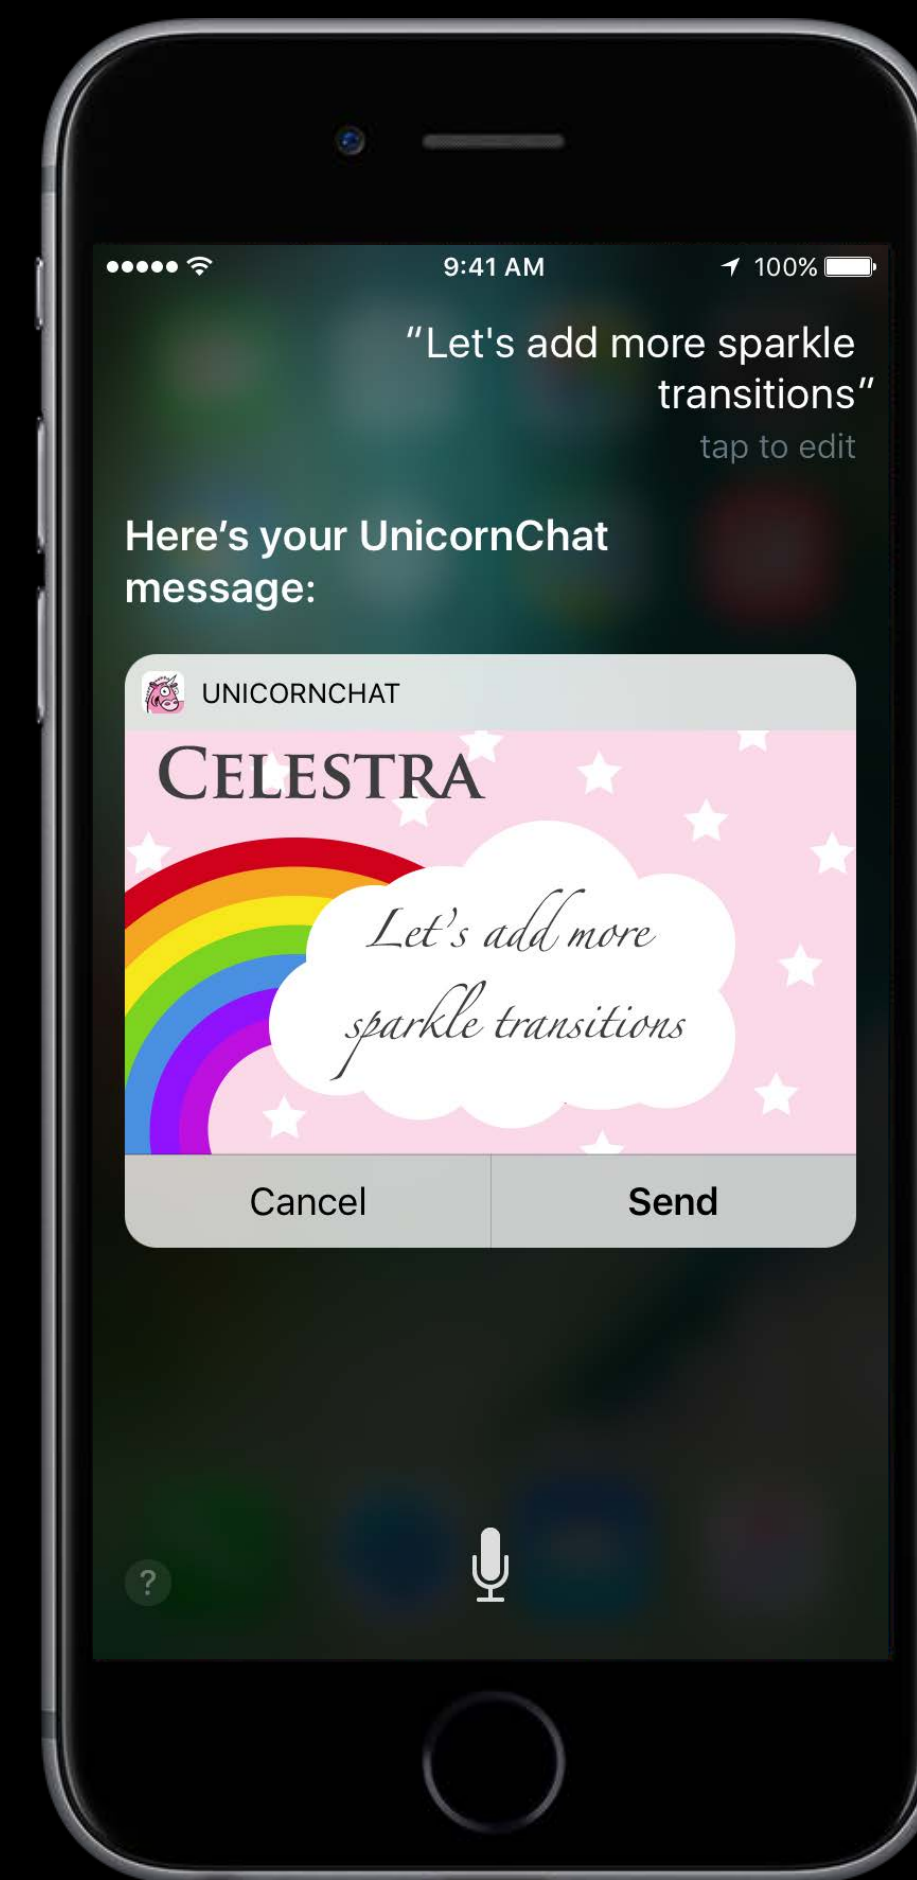 9:41 AM
100%
"Let's add more sparkle
transitions"
tap to edit
Here's your UnicornChat
message:
UNICORNCHAT
CELESTRA
Let's add more
sparkle transitions
Cancel
Send
?